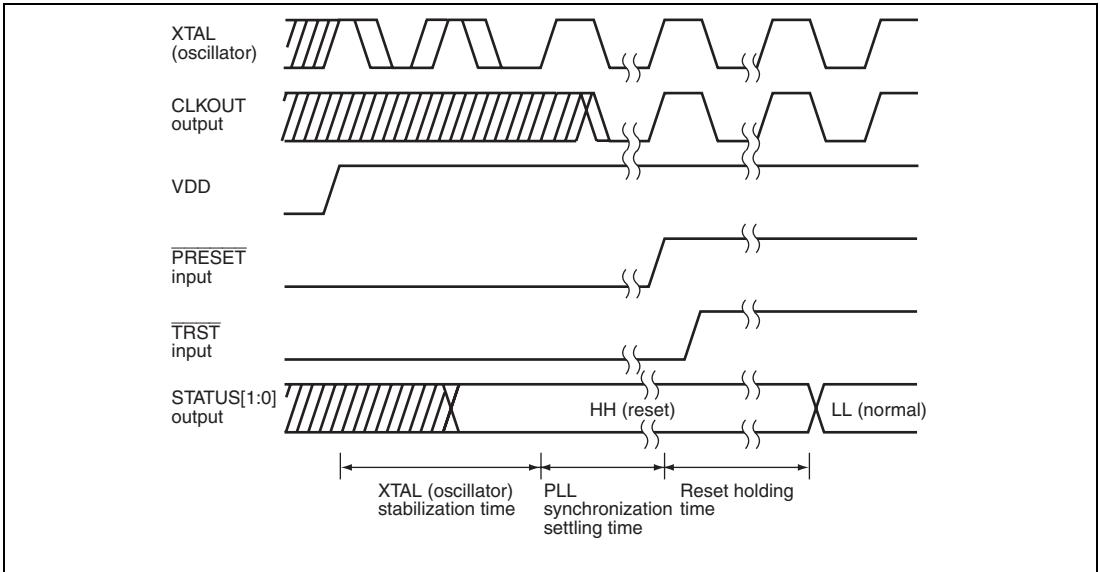 XTAL
(oscillator)
CLKOUT
output
VDD
PRESET
input
TRST
input
STATUS[1:0]
output
HH (reset)
LL (normal)
XTAL (oscillator)
stabilization time
PLL
synchronization
settling time
Reset holding
time